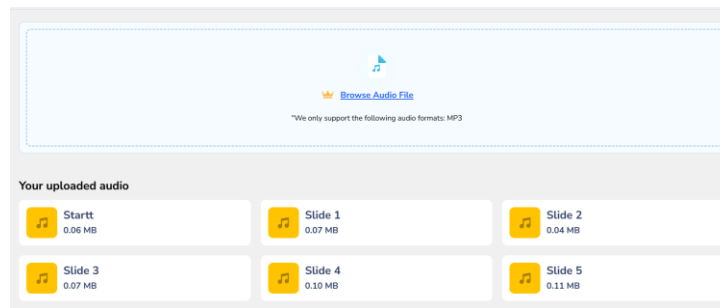 Browse Audio File
*We only support the following audio formats: MP3
Your uploaded audio
Startt
0.06 MB
Slide 1
0.07 MB
Slide 2
0.04 MB
Slide 3
0.07 MB
Slide 4
0.10 MB
Slide 5
0.11 MB